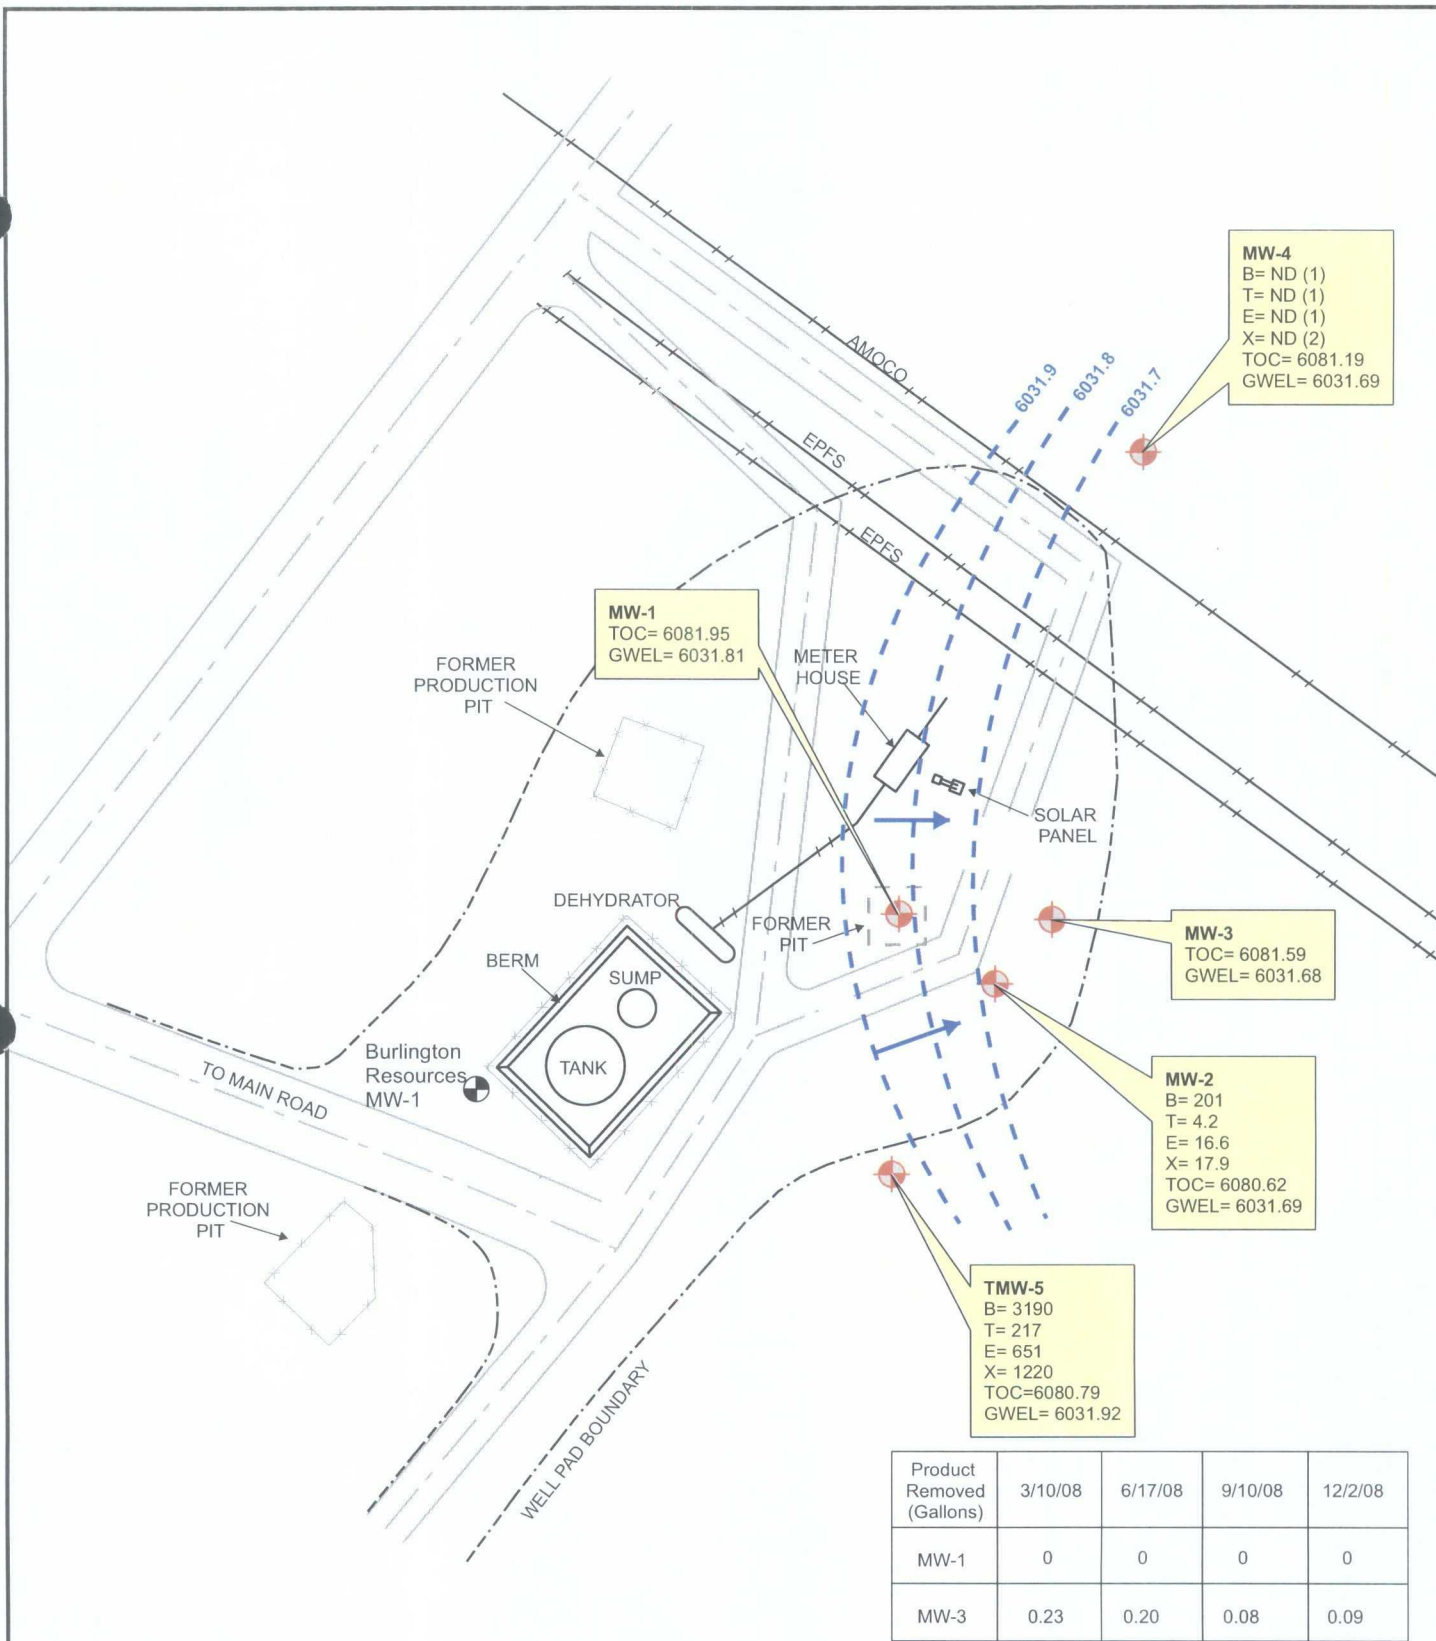 AMOCO
EPFS
EPFS
6031.9
6031.8
6031.7
MW-4
B= ND (1)
T= ND (1)
E= ND (1)
X= ND (2)
TOC= 6081.19
GWEL= 6031.69
MW-1
TOC= 6081.95
GWEL= 6031.81
METER
HOUSE
FORMER
PRODUCTION
PIT
SOLAR
PANEL
DEHYDRATOR
FORMER
PIT
MW-3
TOC= 6081.59
GWEL= 6031.68
BERM
SUMP
TANK
Burlington
Resources
MW-1
TO MAIN ROAD
MW-2
B= 201
T= 4.2
E= 16.6
X= 17.9
TOC= 6080.62
GWEL= 6031.69
FORMER
PRODUCTION
PIT
TMW-5
B= 3190
T= 217
E= 651
X= 1220
TOC=6080.79
GWEL= 6031.92
WELL PAD BOUNDARY
Product
Removed
(Gallons)
3/10/08
6/17/08
9/10/08
12/2/08
MW-1
0
0
0
0
MW-3
0.23
0.20
0.08
0.09